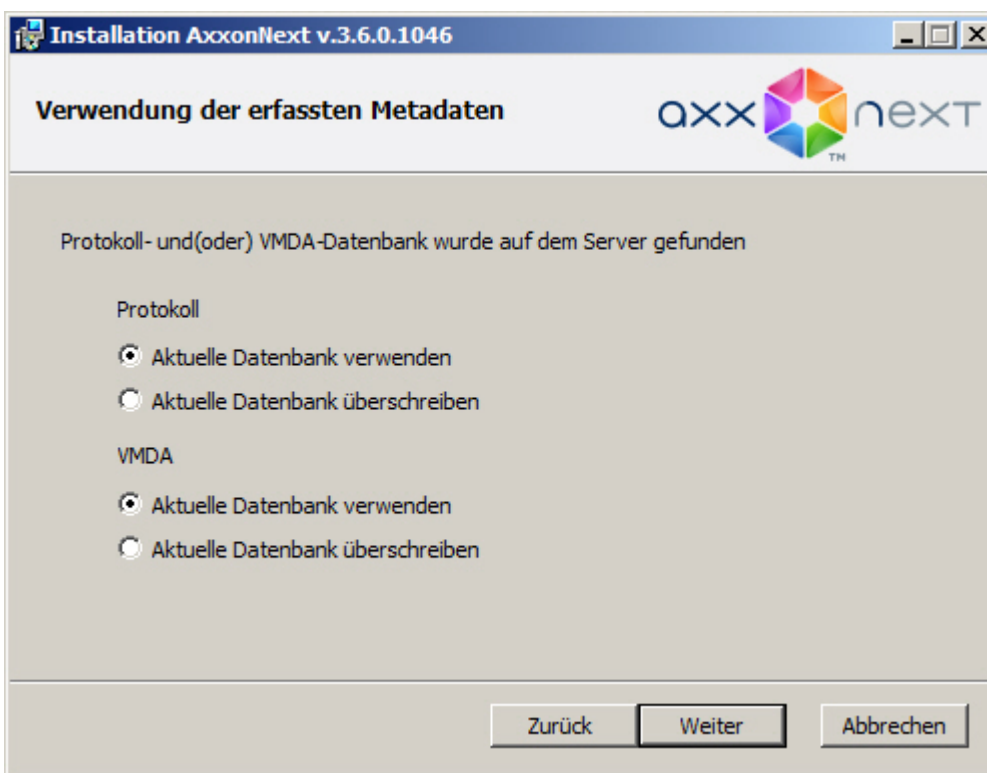 Installation AxxonNext v.3.6.0.1046
Verwendung der erfassten Metadaten
axx next
TM
Protokoll- und(oder) VMDA-Datenbank wurde auf dem Server gefunden
Protokoll
Aktuelle Datenbank verwenden
Aktuelle Datenbank überschreiben
VMDA
Aktuelle Datenbank verwenden
Aktuelle Datenbank überschreiben
Zurück Weiter Abbrechen